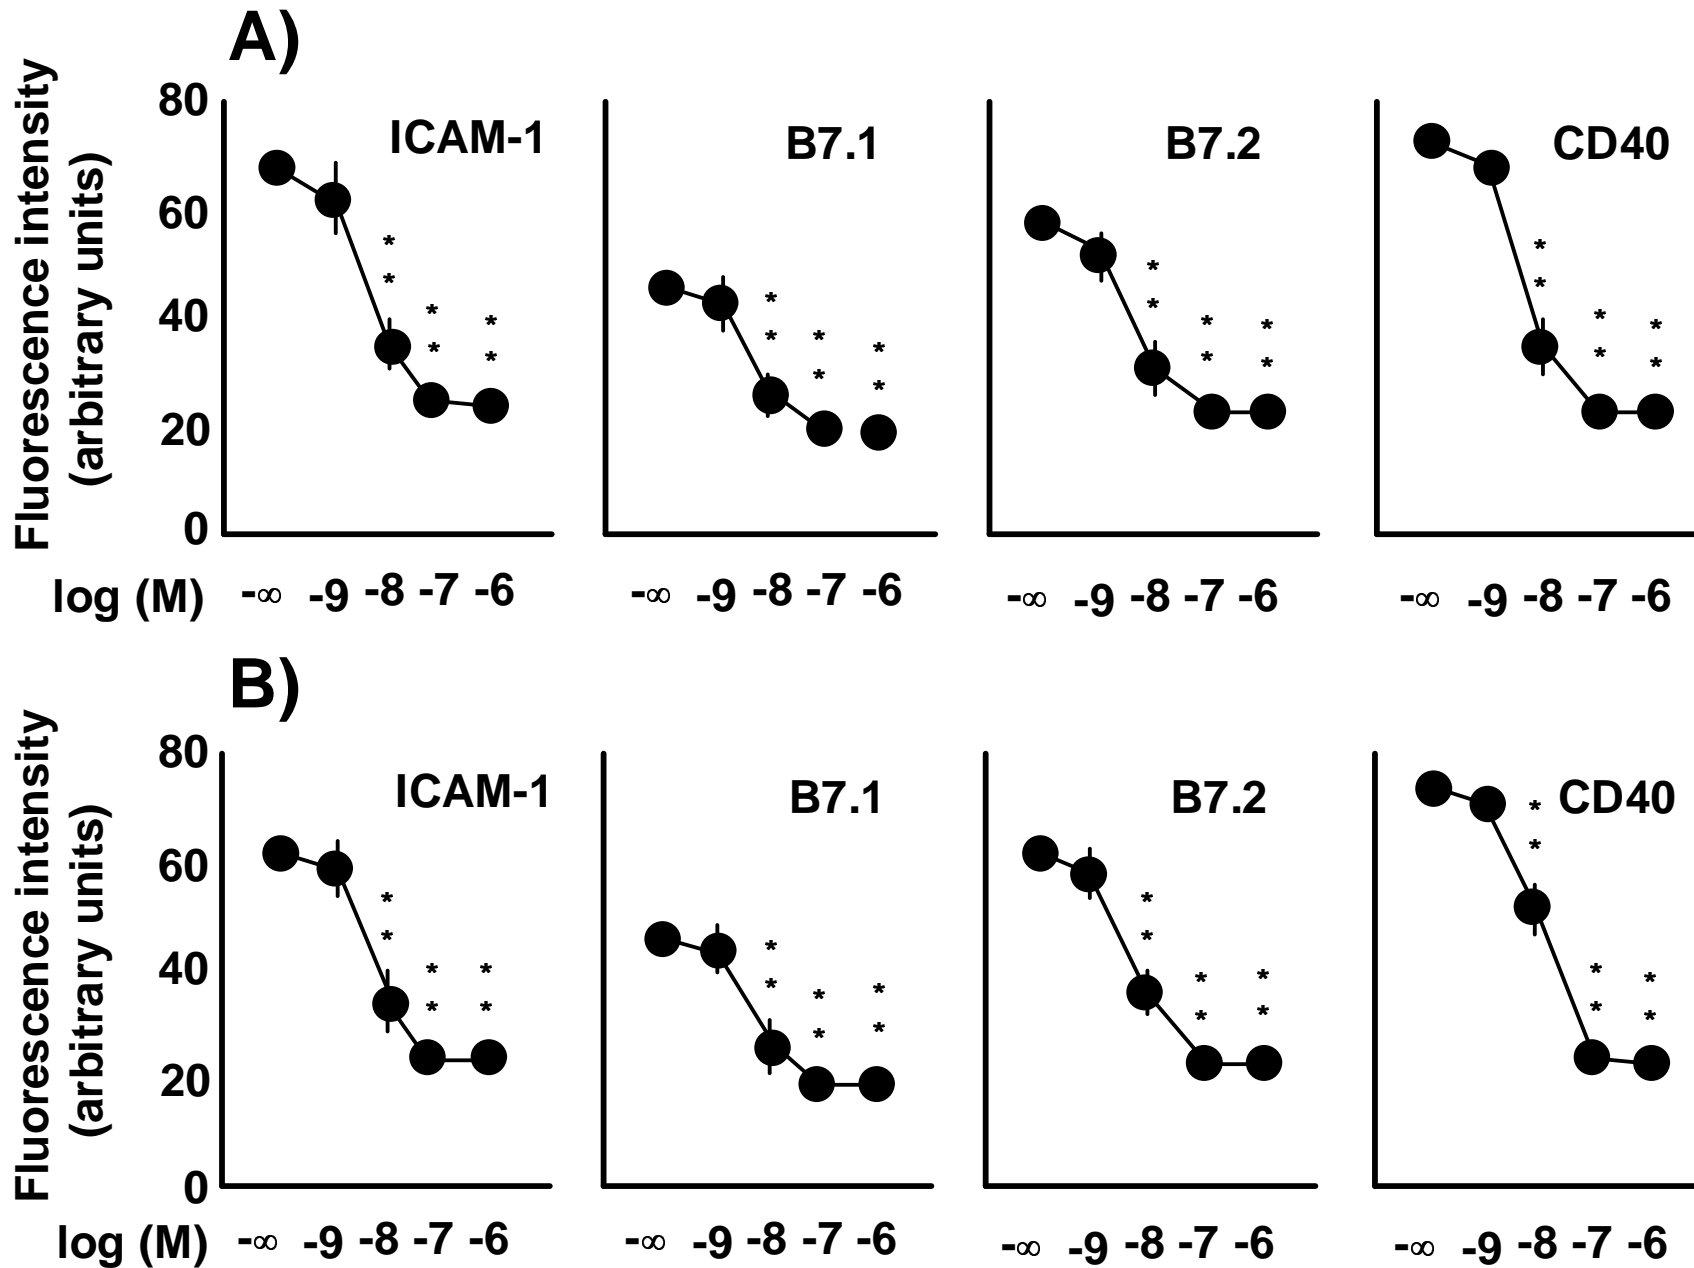 A)
Fluorescence intensity
(arbitrary units)
80
60
40
20
0
ICAM-1
B7.1
B7.2
CD40
* * * * * *
* * * * * *
* * * * * *
* * * * * *
log (M) -∞ -9 -8 -7 -6
-∞ -9 -8 -7 -6
-∞ -9 -8 -7 -6
-∞ -9 -8 -7 -6
B)
Fluorescence intensity
(arbitrary units)
80
60
40
20
0
ICAM-1
B7.1
B7.2
CD40
* * * * * *
* * * * * *
* * * * * *
* * * * * *
log (M) -∞ -9 -8 -7 -6
-∞ -9 -8 -7 -6
-∞ -9 -8 -7 -6
-∞ -9 -8 -7 -6